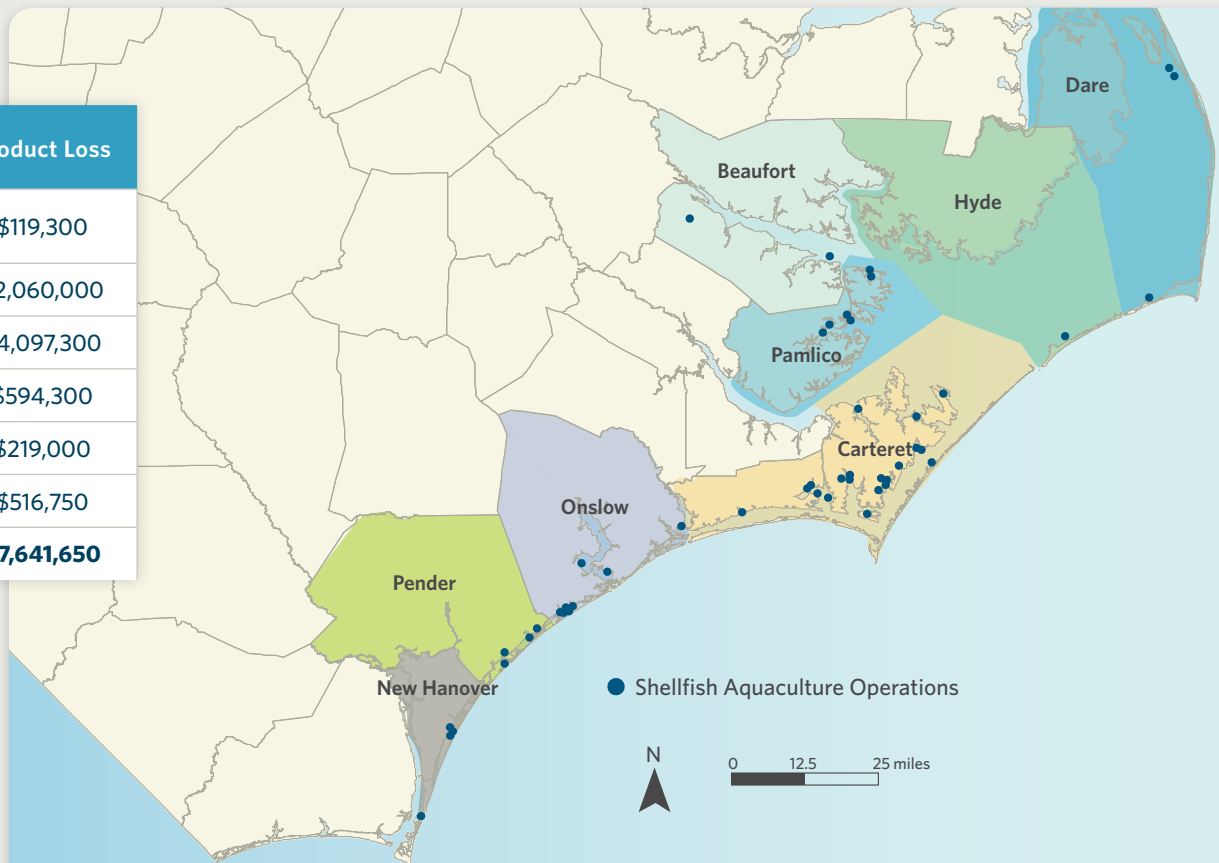 oduct Loss
$119,300
2,060,000
4,097,300
$594,300
$219,000
$516,750
7,641,650
Dare
Beaufort
Hyde
Pamlico
Carteret
Onslow
Pender
New Hanover
Shellfish Aquaculture Operations
N
0 12.5 25 miles